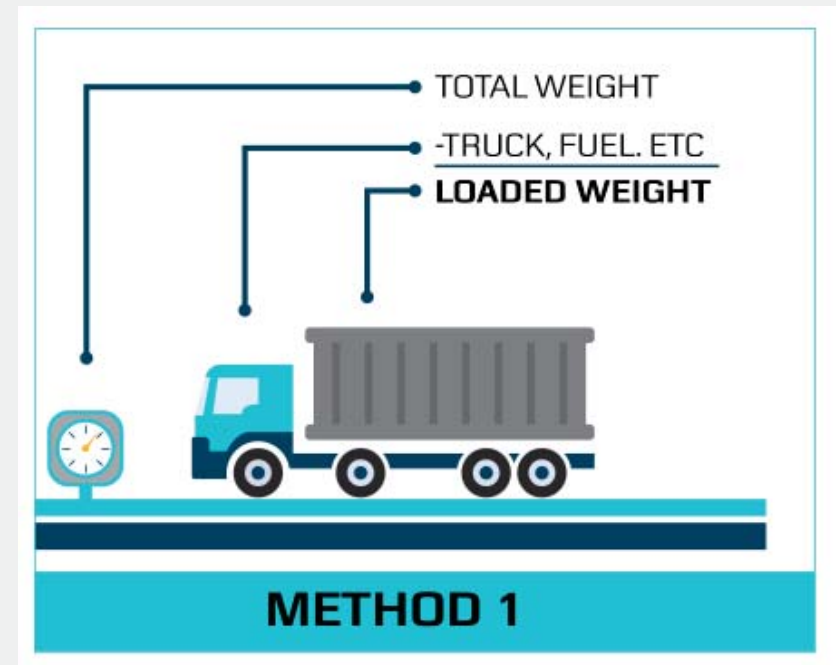 TOTAL WEIGHT
-TRUCK, FUEL. ETC
LOADED WEIGHT
METHOD 1